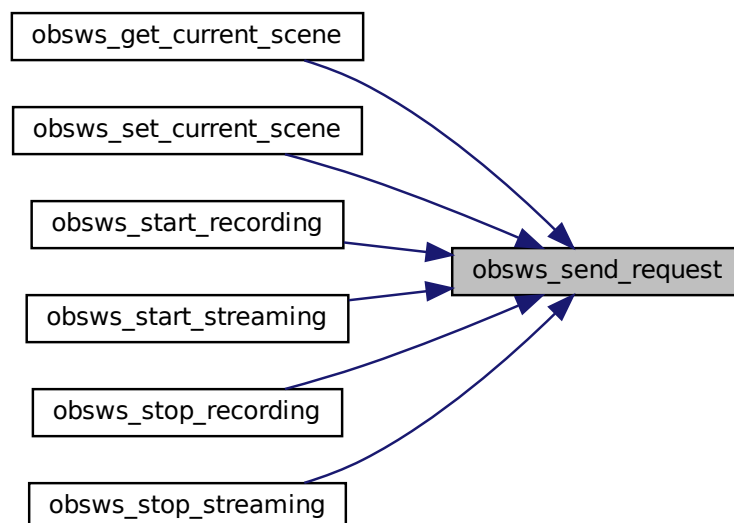 obsws_get_current_scene
obsws_set_current_scene
obsws_start_recording
obsws_send_request
obsws_start_streaming
obsws_stop_recording
obsws_stop_streaming